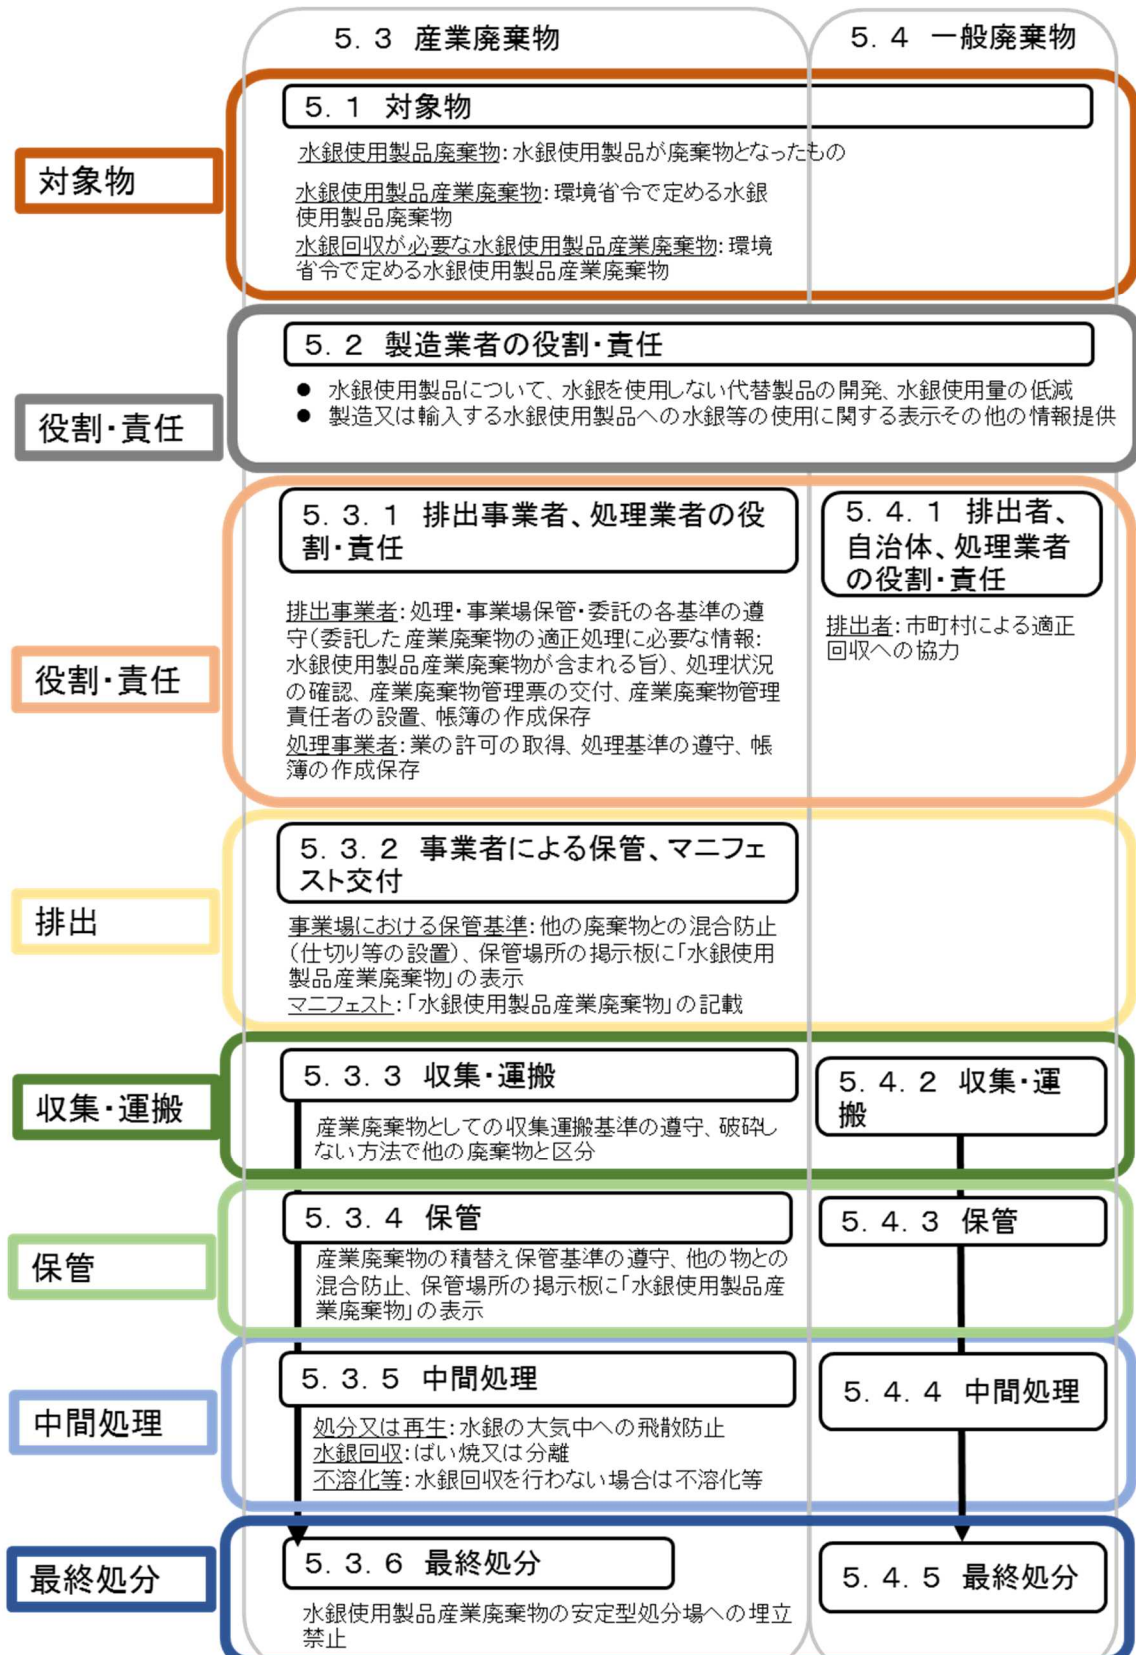 5.3 産業廃棄物
5.4 一般廃棄物
対象物
5.1 対象物
水銀使用製品廃棄物:水銀使用製品が廃棄物となったもの
水銀使用製品産業廃棄物:環境省令で定める水銀
使用製品廃棄物
水銀回収が必要な水銀使用製品産業廃棄物:環境
省令で定める水銀使用製品産業廃棄物
役割・責任
5.2 製造業者の役割・責任
● 水銀使用製品について、水銀を使用しない代替製品の開発、水銀使用量の低減
● 製造又は輸入する水銀使用製品への水銀等の使用に関する表示その他の情報提供
役割・責任
5.3.1 排出事業者、処理業者の役
割・責任
排出事業者:処理・事業場保管・委託の各基準の遵
守(委託した産業廃棄物の適正処理に必要な情報:
水銀使用製品産業廃棄物が含まれる旨)、処理状況
の確認、産業廃棄物管理票の交付、産業廃棄物管理
責任者の設置、帳簿の作成保存
処理事業者:業の許可の取得、処理基準の遵守、帳
簿の作成保存
5.4.1 排出者、
自治体、処理業者
の役割・責任
排出者:市町村による適正
回収への協力
排出
5.3.2 事業者による保管、マニフェ
スト交付
事業場における保管基準:他の廃棄物との混合防止
(仕切り等の設置)、保管場所の掲示板に「水銀使用
製品産業廃棄物」の表示
マニフェスト:「水銀使用製品産業廃棄物」の記載
収集・運搬
5.3.3 収集・運搬
産業廃棄物としての収集運搬基準の遵守、破砕し
ない方法で他の廃棄物と区分
5.4.2 収集・運
搬
保管
5.3.4 保管
産業廃棄物の積替え保管基準の遵守、他の物との
混合防止、保管場所の掲示板に「水銀使用製品産
業廃棄物」の表示
5.4.3 保管
中間処理
5.3.5 中間処理
処分又は再生:水銀の大気中への飛散防止
水銀回収:ばい焼又は分離
不溶化等:水銀回収を行わない場合は不溶化等
5.4.4 中間処理
最終処分
5.3.6 最終処分
水銀使用製品産業廃棄物の安定型処分場への埋立
禁止
5.4.5 最終処分